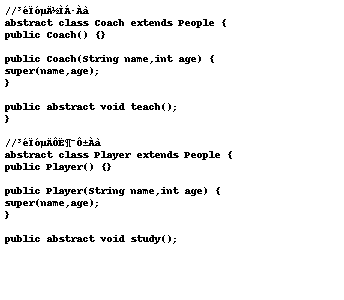 //³éÏóµÄ½ÌÁ·Àà
abstract class Coach extends People {
public Coach() {}
public Coach(String name,int age) {
super(name,age);
}
public abstract void teach();
}
//³éÏóµÄÔË¶¯Ô±Àà
abstract class Player extends People {
public Player() {}
public Player(String name,int age) {
super(name,age);
}
public abstract void study();